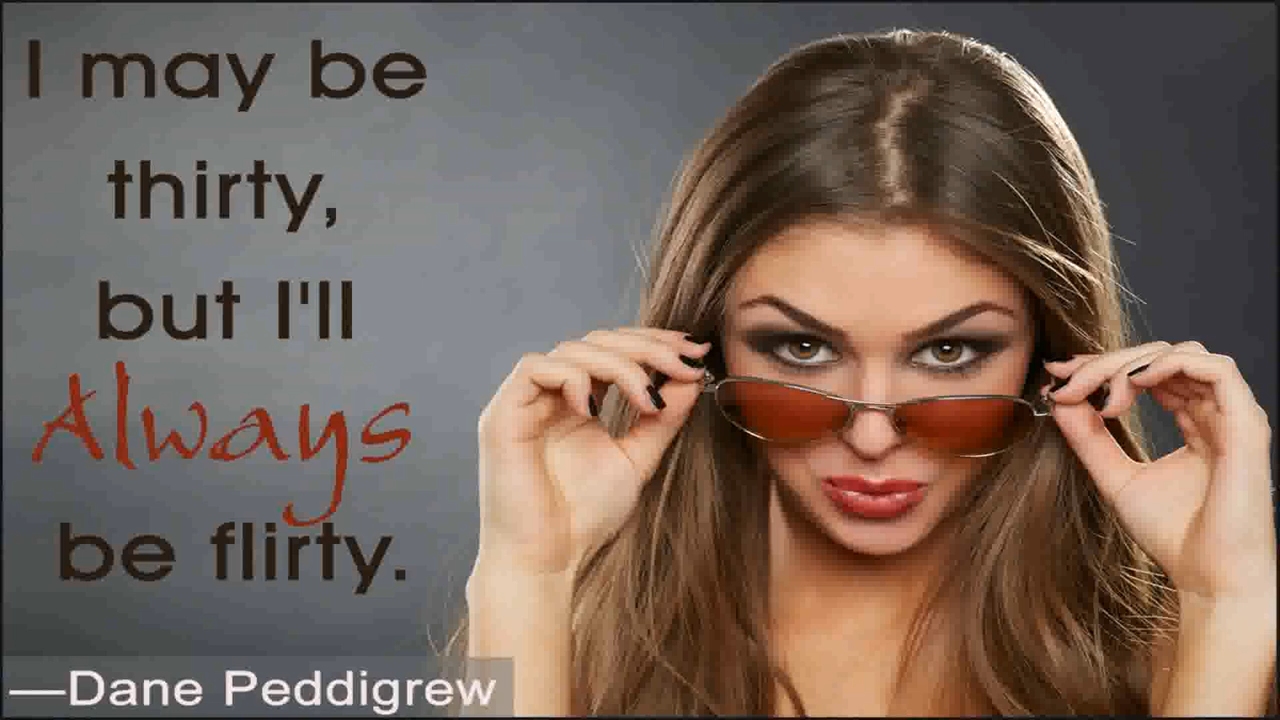 I may be
thirty,
but I'll
Always
be flirty.
—Dane Peddigrew